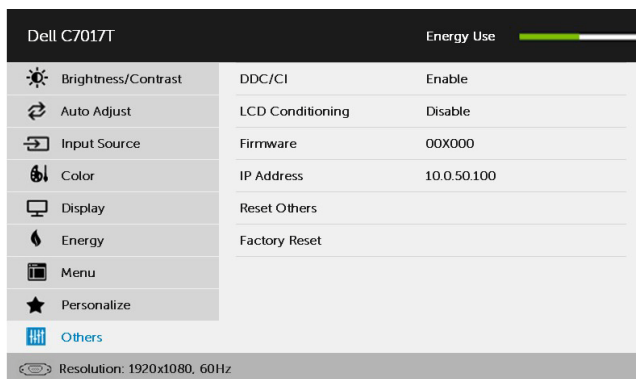 Dell C7017T Energy Use
Brightness/Contrast DDC/CI Enable
Auto Adjust LCD Conditioning Disable
Input Source Firmware 00X000
Color IP Address 10.0.50.100
Display Reset Others
Energy Factory Reset
Menu
Personalize
Others
Resolution: 1920x1080, 60Hz